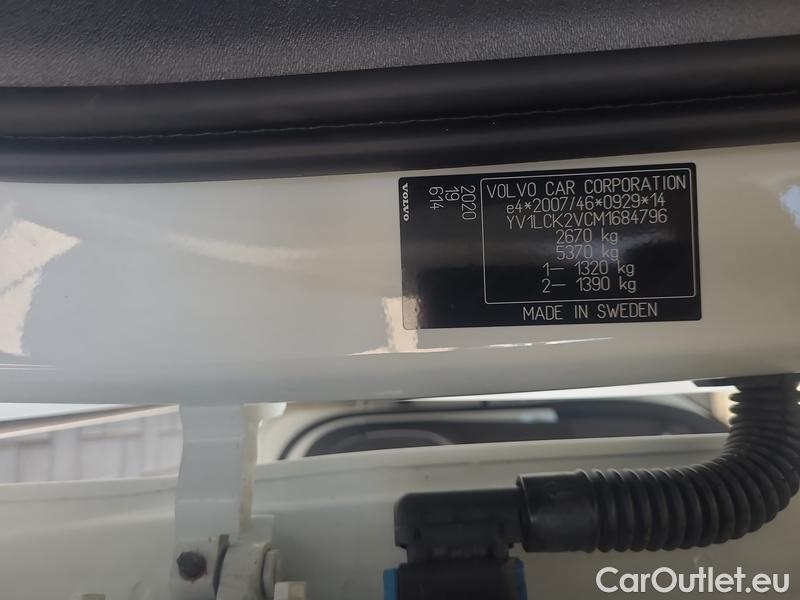 VOLVO
2020
19
614
VOLVO CAR CORPORATION
e4*2007/46*0929*14
YV1LCK2VCM1684796
2670 kg
5370 kg
1– 1320 kg
2– 1390 kg
MADE IN SWEDEN
CarOutlet.eu